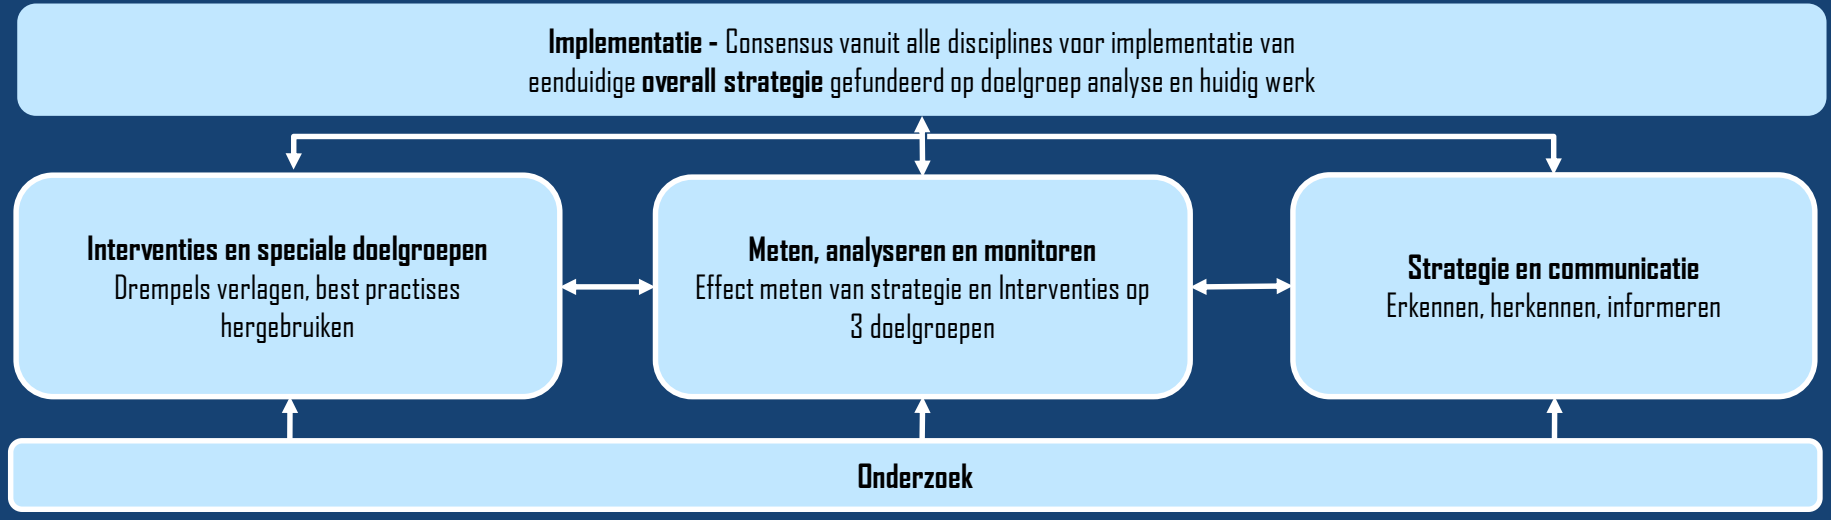 Implementatie - Consensus vanuit alle disciplines voor implementatie van
eenduidige overall strategie gefundeerd op doelgroep analyse en huidig werk
Interventies en speciale doelgroepen
Drempels verlagen, best practises
hergebruiken
Meten, analyseren en monitoren
Effect meten van strategie en Interventies op
3 doelgroepen
Strategie en communicatie
Erkennen, herkennen, informeren
Onderzoek